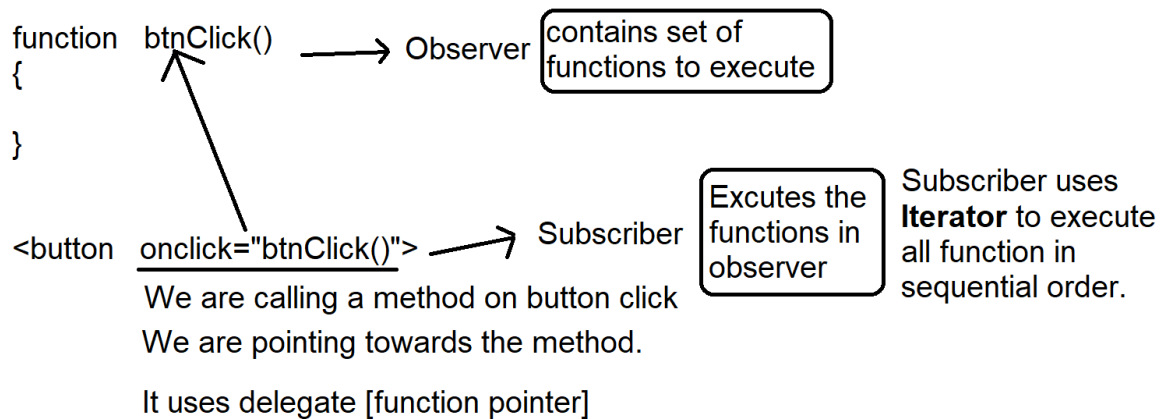 function btnClick()
{
}
Observer
contains set of
functions to execute
<button onclick="btnClick()">
Subscriber
Excutes the
functions in
observer
Subscriber uses
Iterator to execute
all function in
sequential order.
We are calling a method on button click
We are pointing towards the method.
It uses delegate [function pointer]